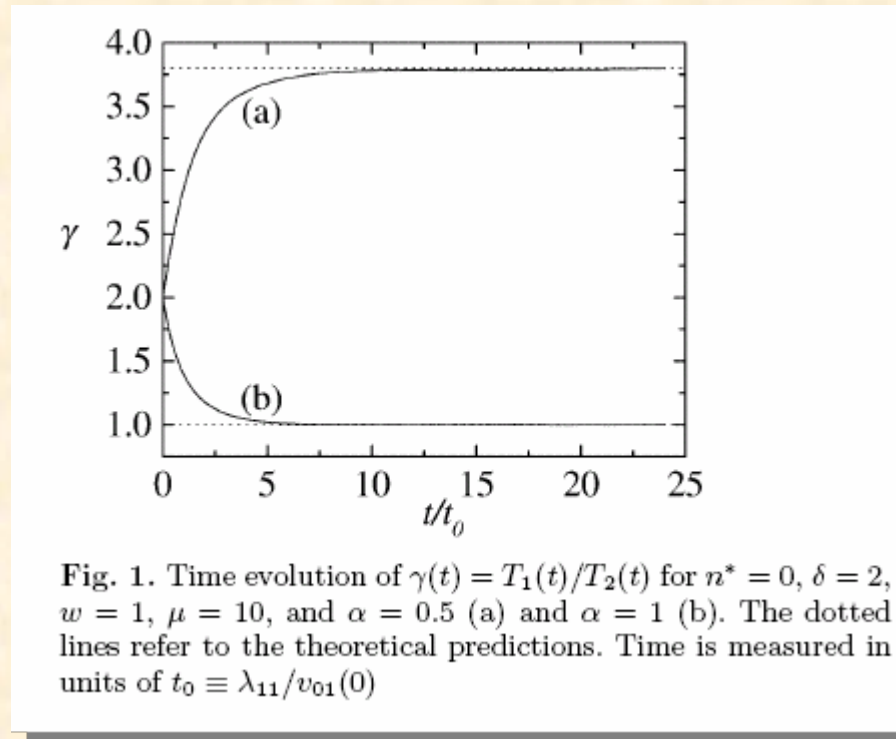 4.0
(a)
3.5
3.0
γ 2.5
2.0
1.5
(b)
1.0
0 5 10 15 20 25
t/t₀
Fig. 1. Time evolution of γ(t) = T₁(t)/T₂(t) for n* = 0, δ = 2,
w = 1, μ = 10, and α = 0.5 (a) and α = 1 (b). The dotted
lines refer to the theoretical predictions. Time is measured in
units of t₀ ≡ λ₁₁/v₀₁(0)